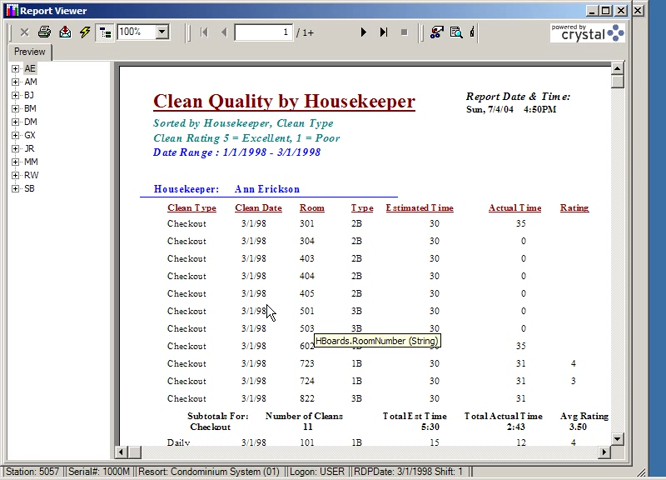 Report Viewer
100%
1 / 1+
powered by
crystal
Preview
AE
AM
BJ
BM
DM
GX
JR
MM
RW
SB
Clean Quality by Housekeeper
Report Date & Time:
Sorted by Housekeeper, Clean Type
Sun, 7/4/04 4:50PM
Clean Rating 5 = Excellent, 1 = Poor
Date Range : 1/1/1998 - 3/1/1998
Housekeeper: Ann Erickson
Clean Type Clean Date Room Type Estimated Time Actual Time Rating
Checkout 3/1/98 301 2B 30 35
Checkout 3/1/98 304 2B 30 0
Checkout 3/1/98 403 2B 30 0
Checkout 3/1/98 404 2B 30 0
Checkout 3/1/98 405 2B 30 0
Checkout 3/1/98 501 3B 30 0
Checkout 3/1/98 503 3B 30 0
HBoards.RoomNumber (String)
Checkout 3/1/98 35
Checkout 3/1/98 723 1B 30 31 4
Checkout 3/1/98 724 1B 30 31 3
Checkout 3/1/98 822 3B 30 31
Subtotals For: Number of Cleans Total Est Time Total Actual Time Avg Rating
Checkout 11 5:30 2:43 3.50
Daily 3/1/98 101 1B 15 12 4
Station: 5057 Serial#: 1000M Resort: Condominium System (01) Logon: USER RDPDate: 3/1/1998 Shift: 1